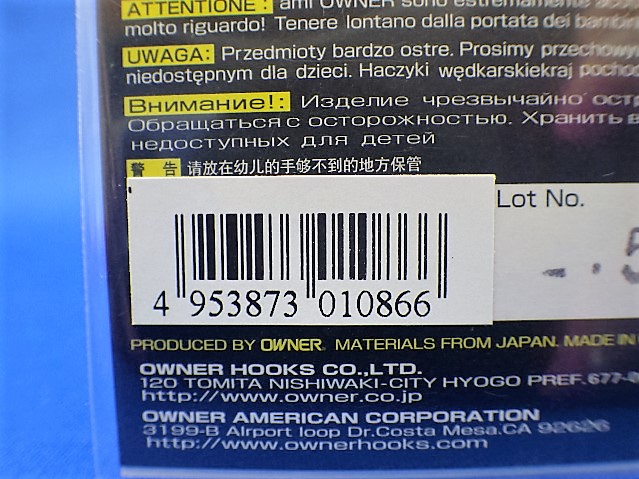 ATTENTIONE: ami OWNER sono estremamente
molto riguardo! Tenere lontano dalla portata dei bambin
UWAGA: Przedmioty bardzo ostre. Prosimy przechowy
niedostępnym dla dzieci. Haczyki wędkarskiekraj pochod
Внимание!: Изделие чрезвычайно ост
Обращаться с осторожностью. Хранить в
недоступных для детей
警告 请放在幼儿的手够不到的地方保管
Lot No.
4 953873 010866
PRODUCED BY OWNER. MATERIALS FROM JAPAN. MADE IN
OWNER HOOKS CO.,LTD.
120 TOMITA NISHIWAKI-CITY HYOGO PREF. 677-0
http://www.owner.co.jp
OWNER AMERICAN CORPORATION
3199-B Airport loop Dr. Costa Mesa.CA 92626
http://www.ownerhooks.com